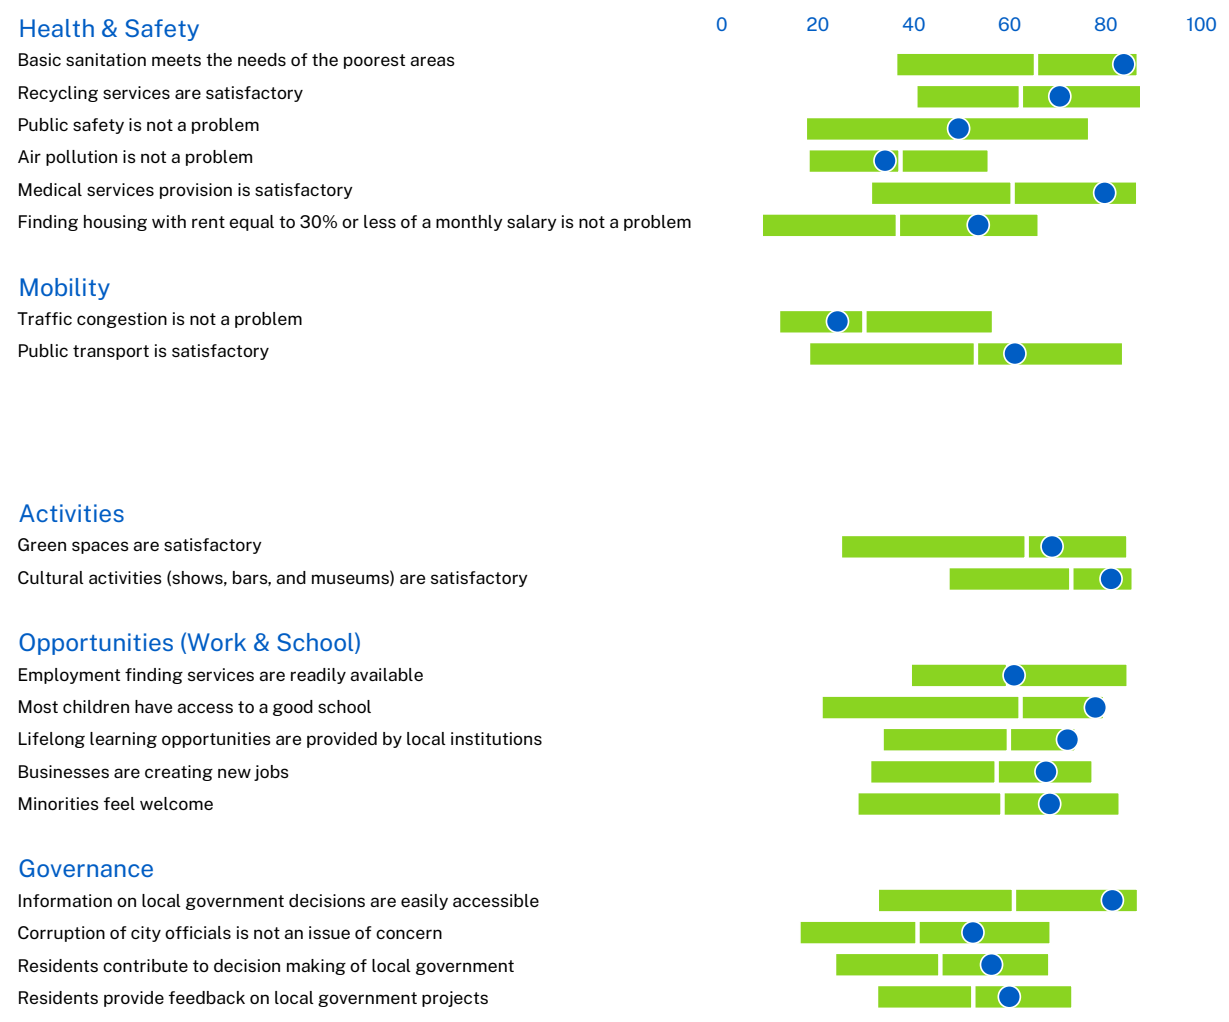 Health & Safety
0 20 40 60 80 100
Basic sanitation meets the needs of the poorest areas
Recycling services are satisfactory
Public safety is not a problem
Air pollution is not a problem
Medical services provision is satisfactory
Finding housing with rent equal to 30% or less of a monthly salary is not a problem
Mobility
Traffic congestion is not a problem
Public transport is satisfactory
Activities
Green spaces are satisfactory
Cultural activities (shows, bars, and museums) are satisfactory
Opportunities (Work & School)
Employment finding services are readily available
Most children have access to a good school
Lifelong learning opportunities are provided by local institutions
Businesses are creating new jobs
Minorities feel welcome
Governance
Information on local government decisions are easily accessible
Corruption of city officials is not an issue of concern
Residents contribute to decision making of local government
Residents provide feedback on local government projects